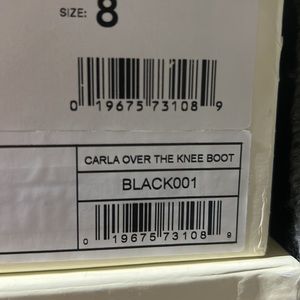 SIZE: 8
0 19675 73108 9
CARLA OVER THE KNEE BOOT
BLACK001
0 19675 73108 9